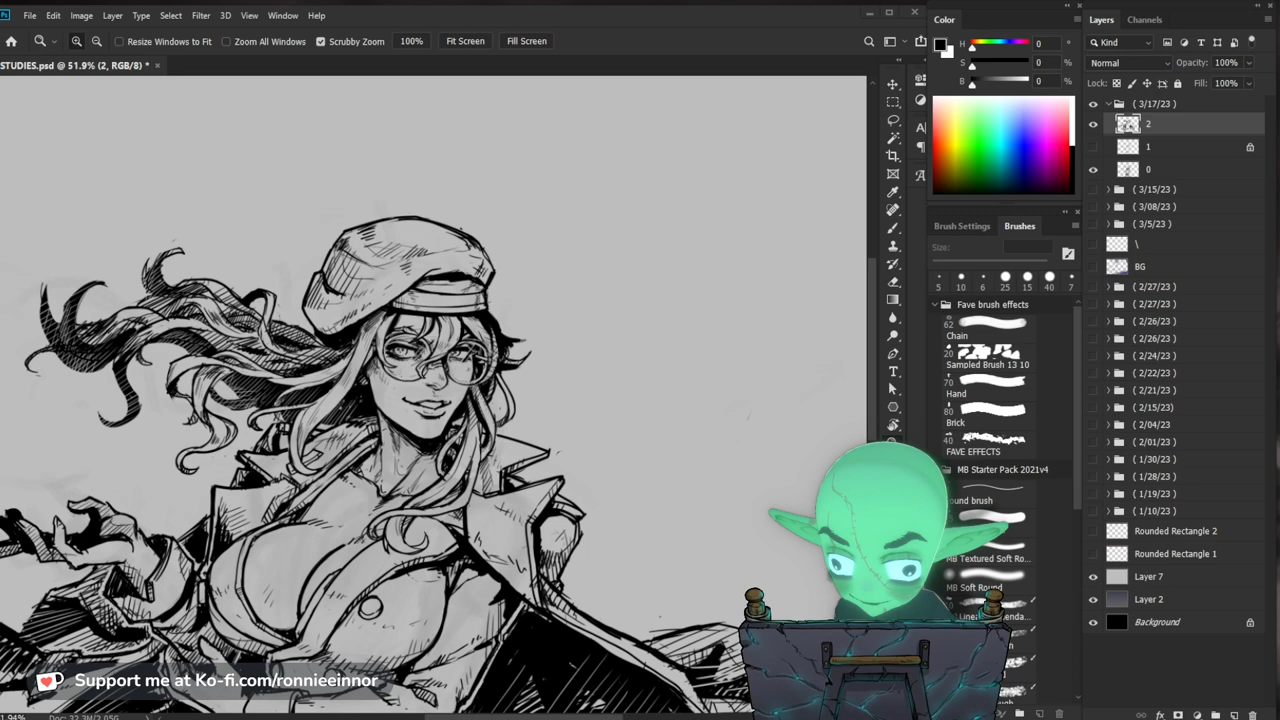 Ps File Edit Image Layer Type Select Filter 3D View Window Help
Resize Windows to Fit Zoom All Windows Scrubby Zoom 100% Fit Screen Fill Screen
STUDIES.psd @ 51.9% (2, RGB/8) * ×
Color
H 0 °
S 0 %
B 0 %
Brush Settings Brushes
Size:
5 10 6 25 15 40 7
Fave brush effects
62
Chain
20
Sampled Brush 13 10
70
Hand
80
Brick
40
FAVE EFFECTS
MB Starter Pack 2021v4
ound brush
MB Textured Soft Ro...
MB Soft Round
Layers Channels
Kind
Normal Opacity: 100%
Lock: Fill: 100%
( 3/17/23 )
2
1
0
( 3/15/23 )
( 3/08/23 )
( 3/5/23 )
\
BG
( 2/27/23 )
( 2/27/23 )
( 2/26/23 )
( 2/26/23 )
( 2/24/23 )
( 2/22/23 )
( 2/21/23 )
( 2/15/23)
( 2/04/23
( 2/01/23 )
( 1/30/23 )
( 1/28/23 )
( 1/19/23 )
( 1/10/23 )
Rounded Rectangle 2
Rounded Rectangle 1
Layer 7
Layer 2
Background
Support me at Ko-fi.com/ronnieeinnor